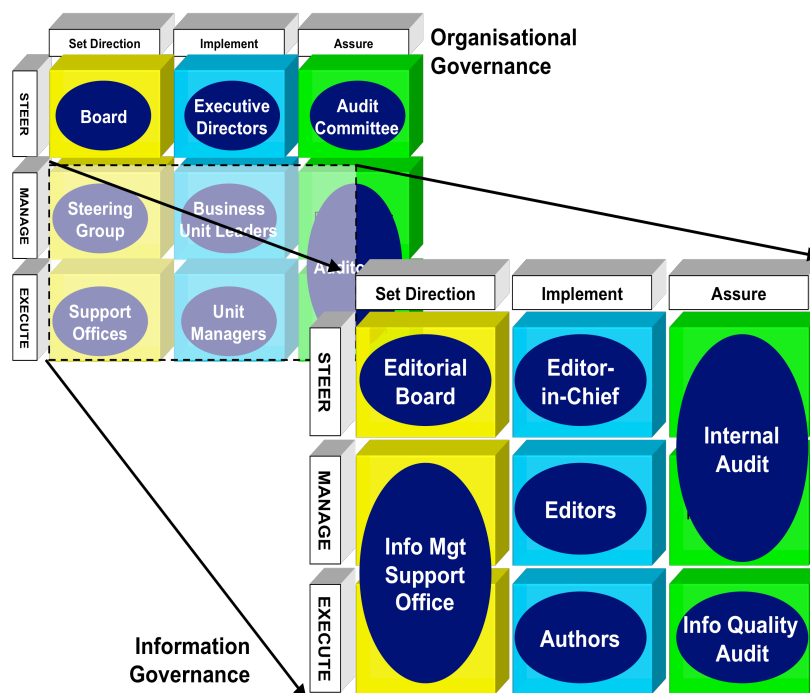 Organisational
Governance
Set Direction
Implement
Assure
STEER
Board
Executive
Directors
Audit
Committee
MANAGE
Steering
Group
Business
Unit Leaders
EXECUTE
Support
Offices
Unit
Managers
Set Direction
Implement
Assure
STEER
Editorial
Board
Editor-
in-Chief
Internal
Audit
MANAGE
Info Mgt
Support
Office
Editors
EXECUTE
Authors
Info Quality
Audit
Information
Governance